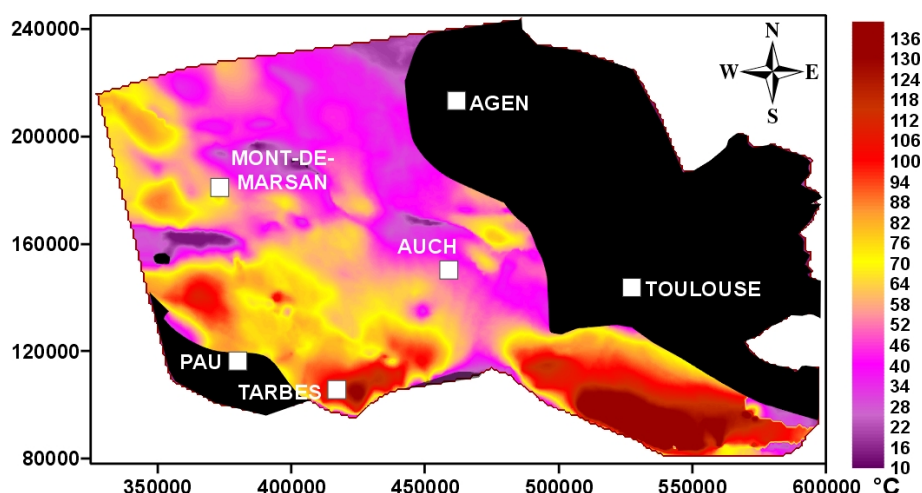 240000
200000
160000
120000
80000
350000
400000
450000
500000
550000
600000
N
W
E
S
AGEN
MONT-DE-
MARSAN
AUCH
TOULOUSE
PAU
TARBES
136
130
124
118
112
106
100
94
88
82
76
70
64
58
52
46
40
34
28
22
16
10
°C